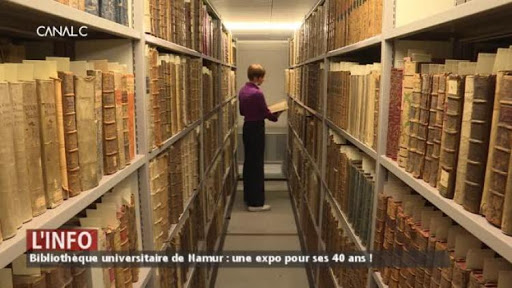 CANAL C
L'INFO
Bibliothèque universitaire de Namur : une expo pour ses 40 ans !